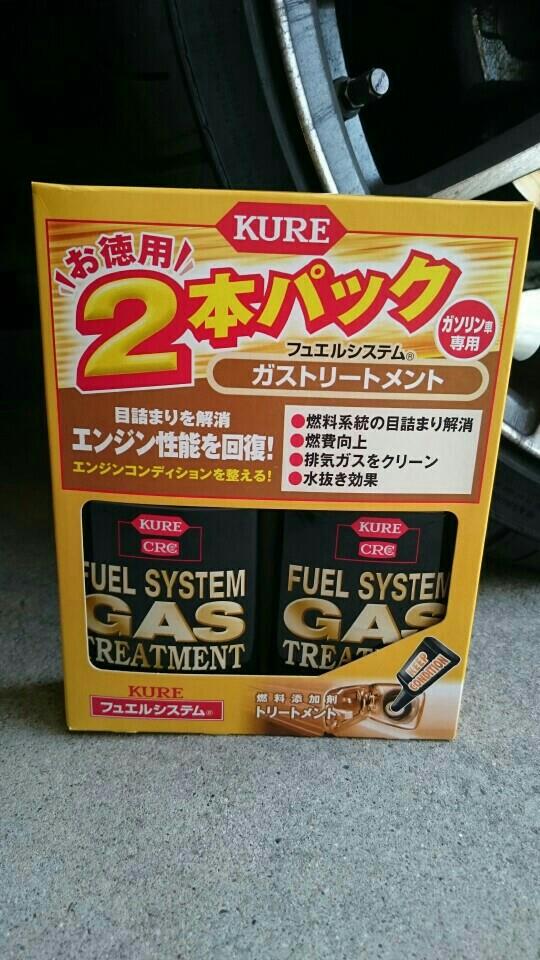 KURE
お徳用
2本パック
ガソリン車
専用
フュエルシステム®
ガストリートメント
目詰まりを解消
エンジン性能を回復!
エンジンコンディションを整える!
●燃料系統の目詰まり解消
●燃費向上
●排気ガスをクリーン
●水抜き効果
KURE
CRC
FUEL SYSTEM
GAS
TREATMENT
KURE
CRC
FUEL SYSTEM
GAS
TREA
KEEP
CONDITION
KURE
フュエルシステム®
燃料添加剤
トリートメント